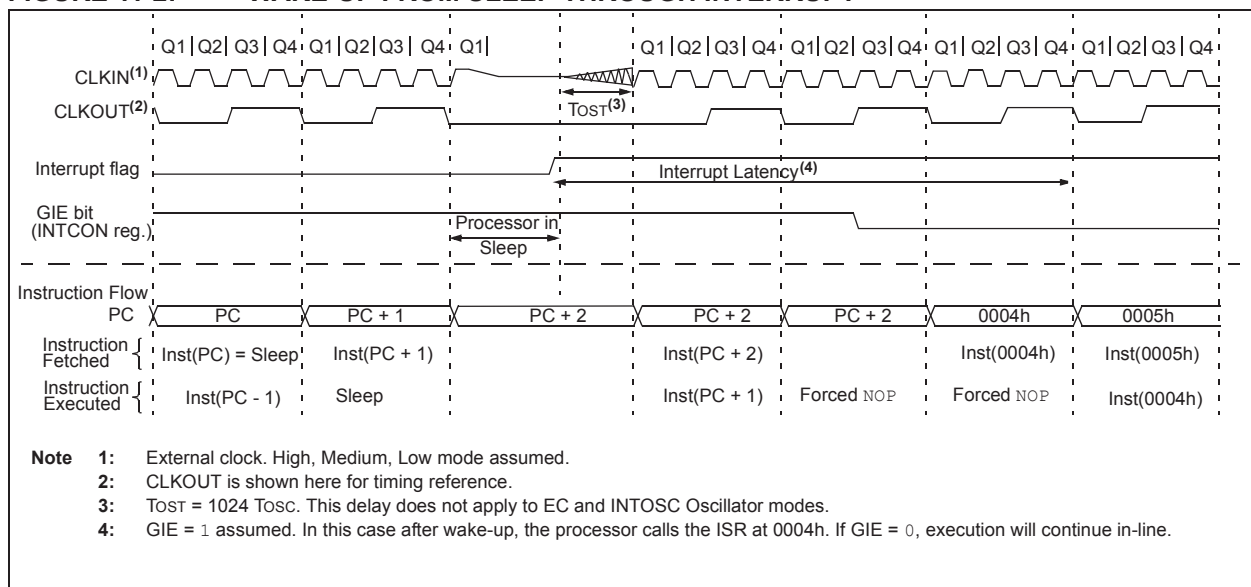 WAKE-UP FROM SLEEP THROUGH INTERRUPT
Q1 Q2 Q3 Q4 Q1 Q2 Q3 Q4 Q1 Q1 Q2 Q3 Q4 Q1 Q2 Q3 Q4 Q1 Q2 Q3 Q4 Q1 Q2 Q3 Q4
CLKIN(1)
CLKOUT(2)
TOST(3)
Interrupt flag
Interrupt Latency(4)
GIE bit
(INTCON reg.)
Processor in
Sleep
Instruction Flow
PC PC PC + 1 PC + 2 PC + 2 PC + 2 0004h 0005h
Instruction
Fetched { Inst(PC) = Sleep Inst(PC + 1) Inst(PC + 2) Inst(0004h) Inst(0005h)
Instruction
Executed { Inst(PC - 1) Sleep Inst(PC + 1) Forced NOP Forced NOP Inst(0004h)
Note 1: External clock. High, Medium, Low mode assumed.
2: CLKOUT is shown here for timing reference.
3: TOST = 1024 TOSC. This delay does not apply to EC and INTOSC Oscillator modes.
4: GIE = 1 assumed. In this case after wake-up, the processor calls the ISR at 0004h. If GIE = 0, execution will continue in-line.